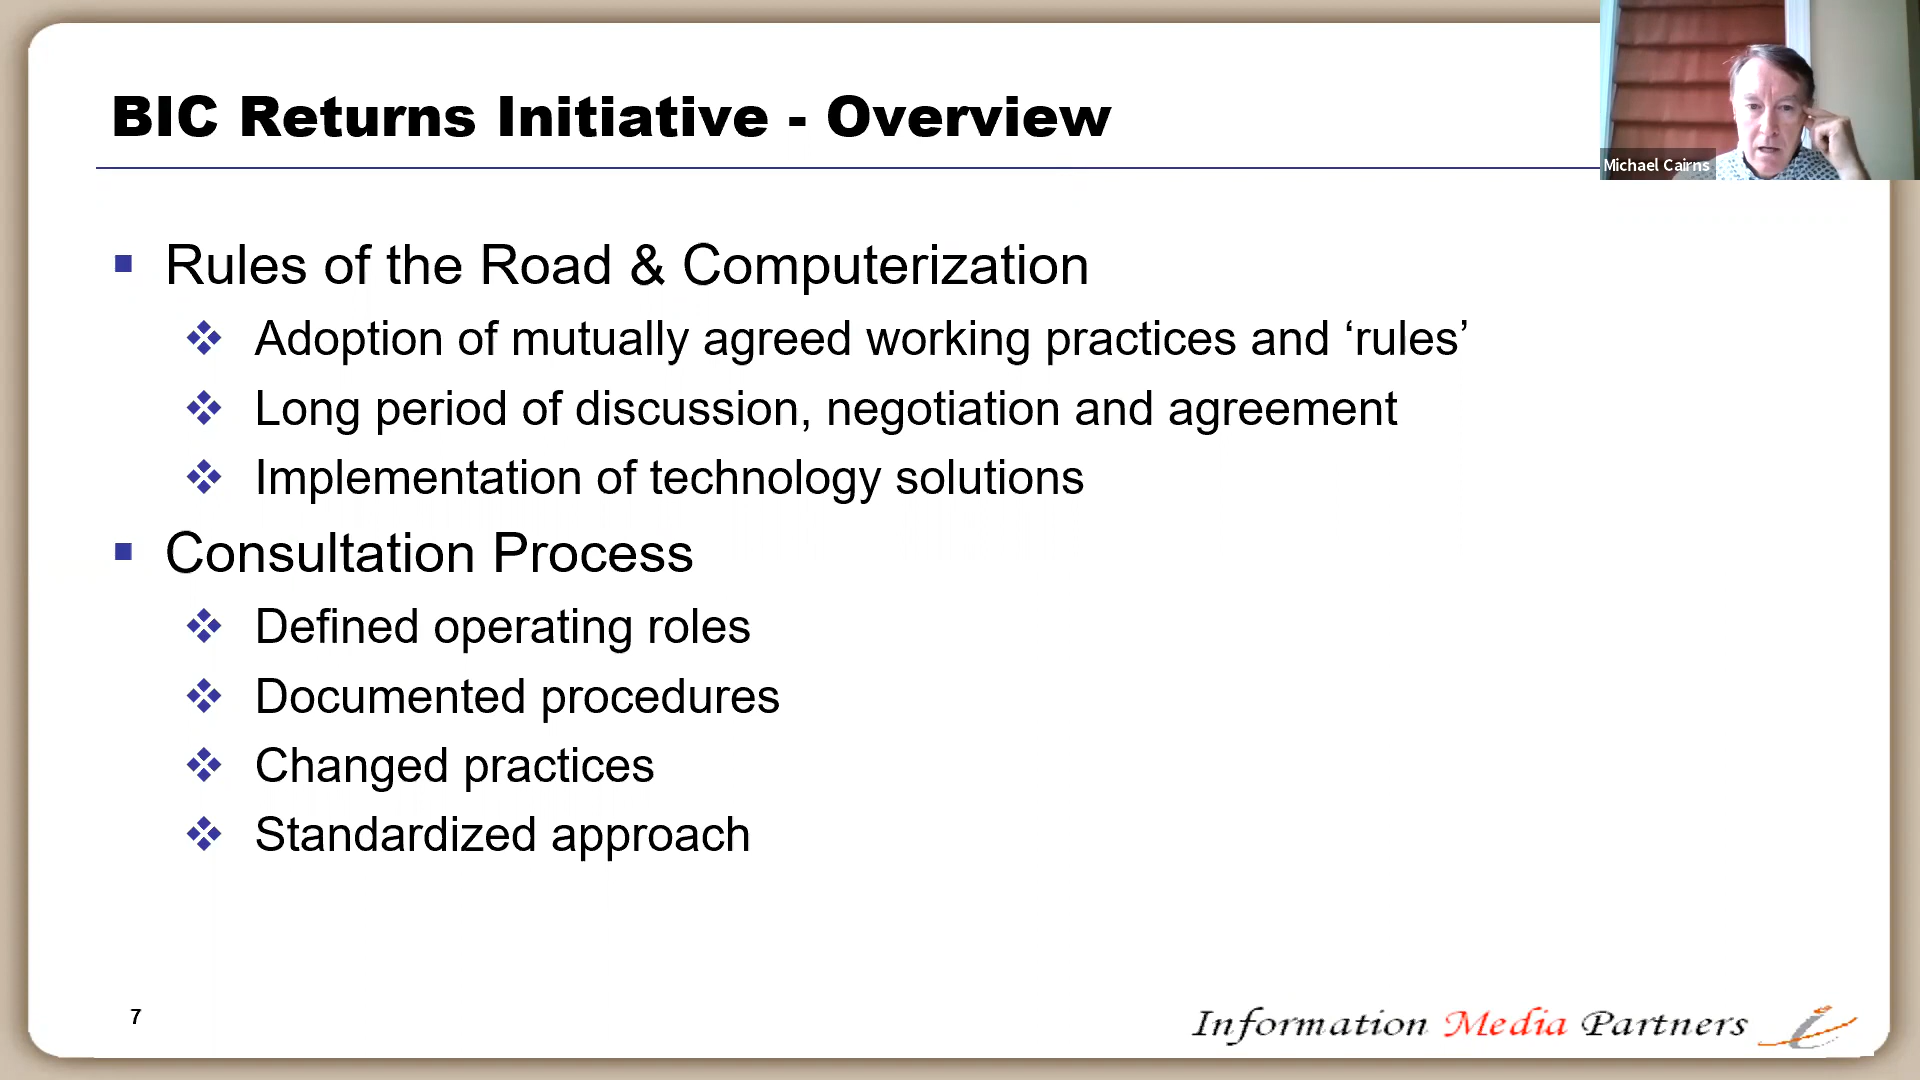 BIC Returns Initiative - Overview
Michael Cairns
Rules of the Road & Computerization
Adoption of mutually agreed working practices and ‘rules’
Long period of discussion, negotiation and agreement
Implementation of technology solutions
Consultation Process
Defined operating roles
Documented procedures
Changed practices
Standardized approach
7
Information Media Partners